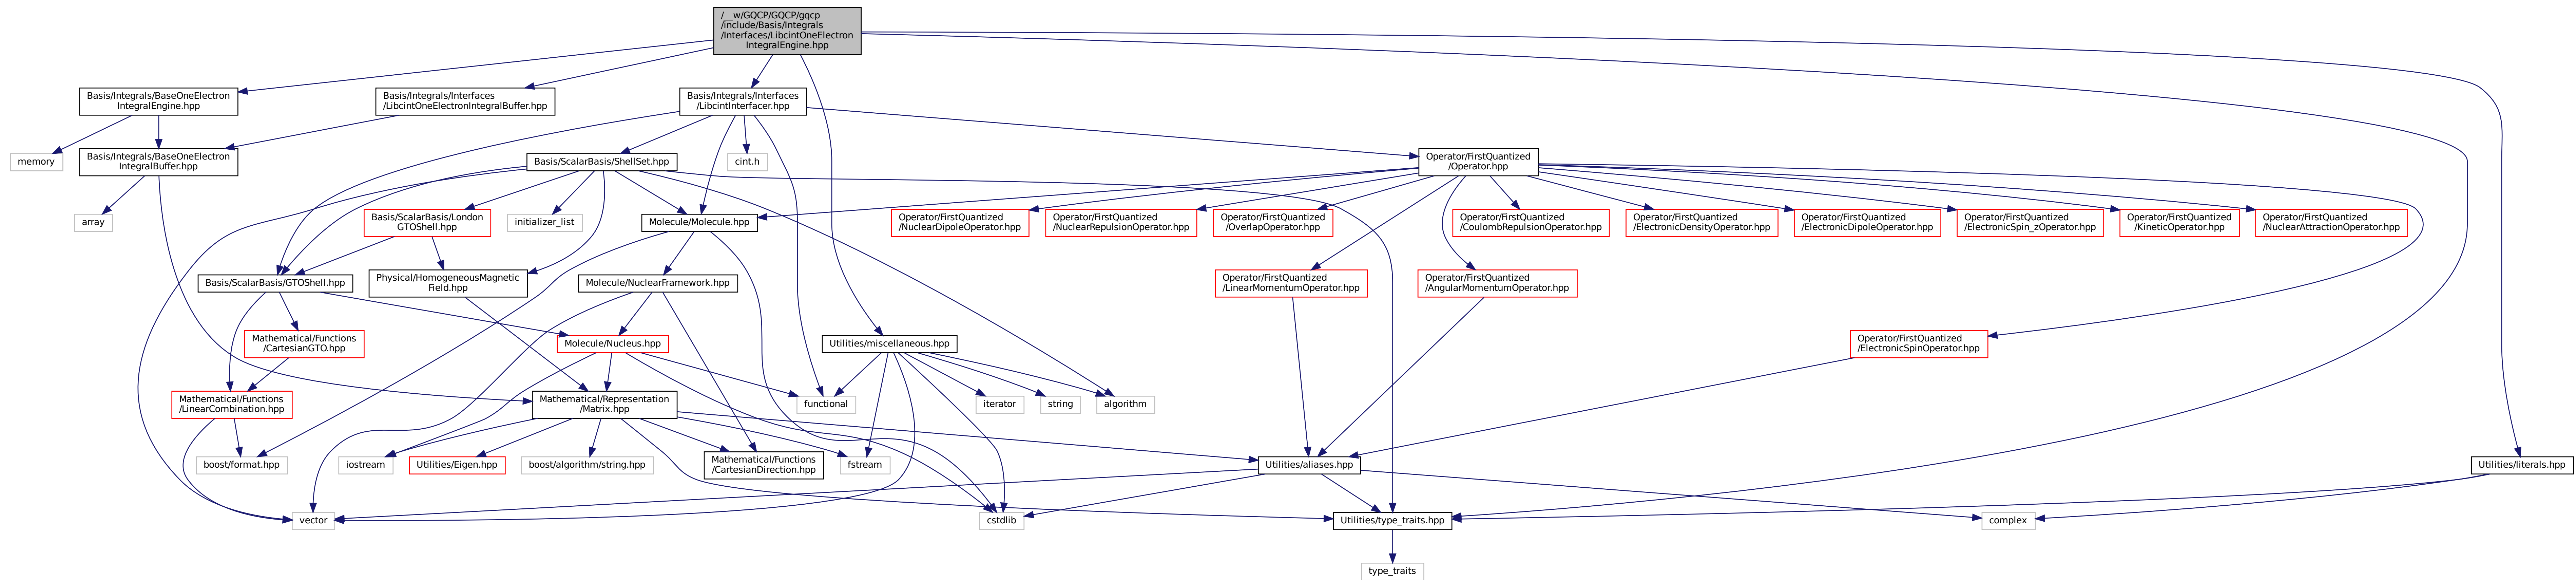 /__w/GQCP/GQCP/gqcp
/include/Basis/Integrals
/Interfaces/LibcintOneElectron
IntegralEngine.hpp
Basis/Integrals/BaseOneElectron
IntegralEngine.hpp
Basis/Integrals/Interfaces
/LibcintOneElectronIntegralBuffer.hpp
Basis/Integrals/Interfaces
/LibcintInterfacer.hpp
memory
Basis/Integrals/BaseOneElectron
IntegralBuffer.hpp
Basis/ScalarBasis/ShellSet.hpp
cint.h
Operator/FirstQuantized
/Operator.hpp
array
Basis/ScalarBasis/London
GTOShell.hpp
initializer_list
Molecule/Molecule.hpp
Operator/FirstQuantized
/NuclearDipoleOperator.hpp
Operator/FirstQuantized
/NuclearRepulsionOperator.hpp
Operator/FirstQuantized
/OverlapOperator.hpp
Operator/FirstQuantized
/CoulombRepulsionOperator.hpp
Operator/FirstQuantized
/ElectronicDensityOperator.hpp
Operator/FirstQuantized
/ElectronicDipoleOperator.hpp
Operator/FirstQuantized
/ElectronicSpin_zOperator.hpp
Operator/FirstQuantized
/KineticOperator.hpp
Operator/FirstQuantized
/NuclearAttractionOperator.hpp
Basis/ScalarBasis/GTOShell.hpp
Physical/HomogeneousMagnetic
Field.hpp
Molecule/NuclearFramework.hpp
Operator/FirstQuantized
/LinearMomentumOperator.hpp
Operator/FirstQuantized
/AngularMomentumOperator.hpp
Mathematical/Functions
/CartesianGTO.hpp
Molecule/Nucleus.hpp
Utilities/miscellaneous.hpp
Operator/FirstQuantized
/ElectronicSpinOperator.hpp
Mathematical/Functions
/LinearCombination.hpp
Mathematical/Representation
/Matrix.hpp
functional
iterator
string
algorithm
boost/format.hpp
iostream
Utilities/Eigen.hpp
boost/algorithm/string.hpp
Mathematical/Functions
/CartesianDirection.hpp
fstream
Utilities/aliases.hpp
Utilities/literals.hpp
vector
cstdlib
Utilities/type_traits.hpp
complex
type_traits